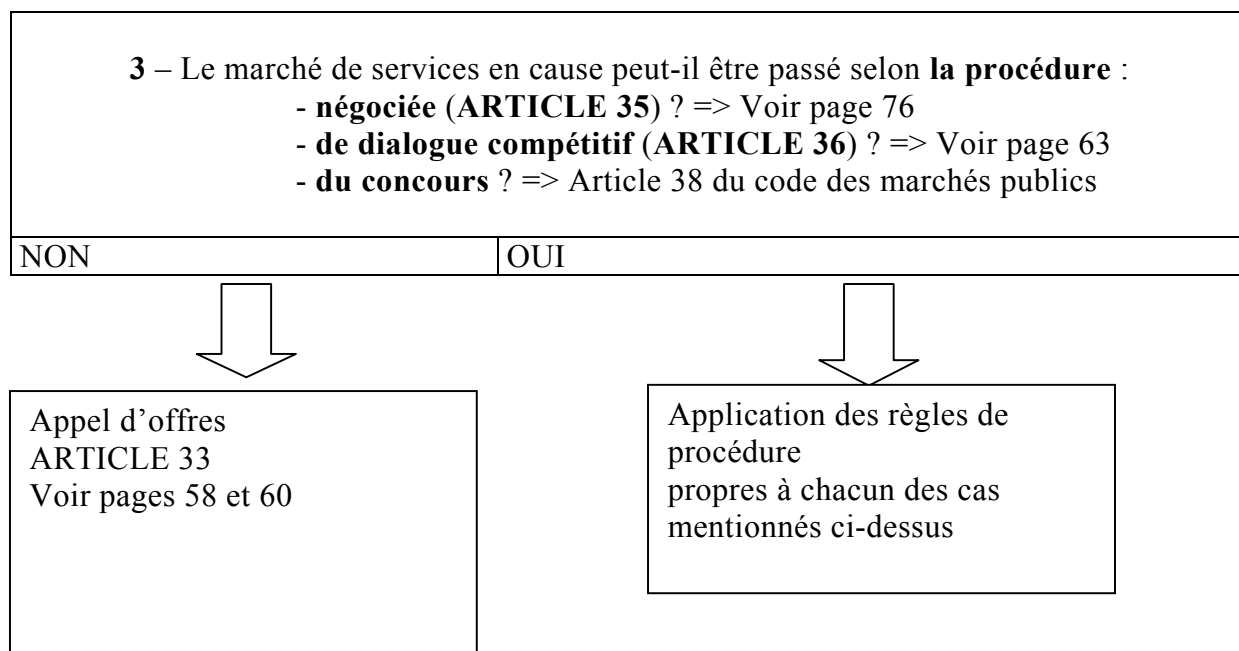 3 – Le marché de services en cause peut-il être passé selon la procédure :
- négociée (ARTICLE 35) ? => Voir page 76
- de dialogue compétitif (ARTICLE 36) ? => Voir page 63
- du concours ? => Article 38 du code des marchés publics
NON
OUI
Appel d’offres
ARTICLE 33
Voir pages 58 et 60
Application des règles de
procédure
propres à chacun des cas
mentionnés ci-dessus